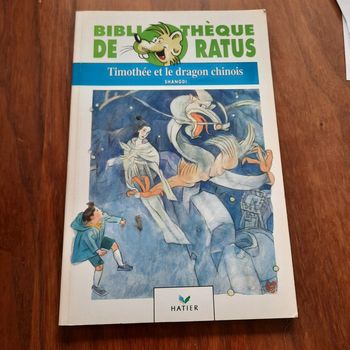 BIBLIOTHÈQUE
DE RATUS
Timothée et le dragon chinois
SHANGDI
HATIER